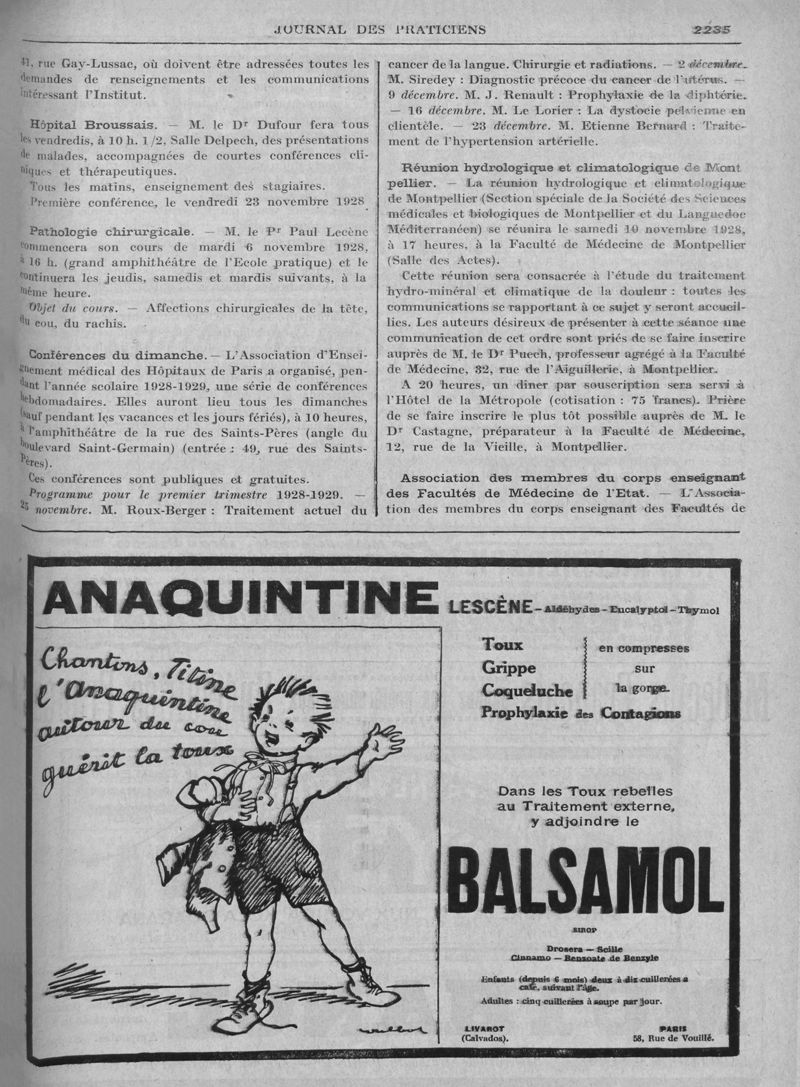 JOURNAL DES PRATICIENS
2235
41, rue Gay-Lussac, où doivent être adressées toutes les
demandes de renseignements et les communications
intéressant l'Institut.
Hôpital Broussais. — M. le Dr Dufour fera tous
les vendredis, à 10 h. 1/2, Salle Delpech, des présentations
de malades, accompagnées de courtes conférences cli-
niques et thérapeutiques.
Tous les matins, enseignement des stagiaires.
Première conférence, le vendredi 23 novembre 1928
Pathologie chirurgicale. — M. le Pr Paul Lecène
commencera son cours de mardi 6 novembre 1928,
à 16 h. (grand amphithéâtre de l'Ecole pratique) et le
continuera les jeudis, samedis et mardis suivants, à la
même heure.
Objet du cours. — Affections chirurgicales de la tête,
du cou, du rachis.
Conférences du dimanche. — L'Association d'Ensei-
gnement médical des Hôpitaux de Paris a organisé, pen-
dant l'année scolaire 1928-1929, une série de conférences
hebdomadaires. Elles auront lieu tous les dimanches
(sauf pendant les vacances et les jours fériés), à 10 heures,
à l'amphithéâtre de la rue des Saints-Pères (angle du
boulevard Saint-Germain) (entrée : 49, rue des Saints-
Pères).
Ces conférences sont publiques et gratuites.
Programme pour le premier trimestre 1928-1929. —
25 novembre. M. Roux-Berger : Traitement actuel du
cancer de la langue. Chirurgie et radiations. — 2 décembre.
M. Siredey : Diagnostic précoce du cancer de l'utérus. —
9 décembre. M. J. Renault : Prophylaxie de la diphtérie.
— 16 décembre. M. Le Lorier : La dystocie pelvienne en
clientèle. — 23 décembre. M. Etienne Bernard : Traite-
ment de l'hypertension artérielle.
Réunion hydrologique et climatologique de Mont
pellier. — La réunion hydrologique et climatologique
de Montpellier (Section spéciale de la Société des Sciences
médicales et biologiques de Montpellier et du Languedoc
Méditerranéen) se réunira le samedi 10 novembre 1928,
à 17 heures, à la Faculté de Médecine de Montpellier
(Salle des Actes).
Cette réunion sera consacrée à l'étude du traitement
hydro-minéral et climatique de la douleur : toutes les
communications se rapportant à ce sujet y seront accueil-
lies. Les auteurs désireux de présenter à cette séance une
communication de cet ordre sont priés de se faire inscrire
auprès de M. le Dr Puech, professeur agrégé à la Faculté
de Médecine, 32, rue de l'Aiguillerie, à Montpellier.
A 20 heures, un dîner par souscription sera servi à
l'Hôtel de la Métropole (cotisation : 75 francs). Prière
de se faire inscrire le plus tôt possible auprès de M. le
Dr Castagne, préparateur à la Faculté de Médecine,
12, rue de la Vieille, à Montpellier.
Association des membres du corps enseignant
des Facultés de Médecine de l'Etat. — L'Associa-
tion des membres du corps enseignant des Facultés de
ANAQUINTINE LESCÈNE - Aldéhydes - Eucalyptol - Thymol
Chantons, Titine
l'Anaquintine
autour du cou
guérit la toux
Toux
Grippe
Coqueluche
en compresses
sur
la gorge.
Prophylaxie des Contagions
Dans les Toux rebelles
au Traitement externe,
y adjoindre le
BALSAMOL
SIROP
Drosera — Scille
Cinnamo — Benzoate de Benzyle
Enfants (depuis 6 mois) deux à dix cuillerées à
café, suivant l'âge.
Adultes : cinq cuillerées à soupe par jour.
LIVAROT
(Calvados).
PARIS
58, Rue de Vouillé.